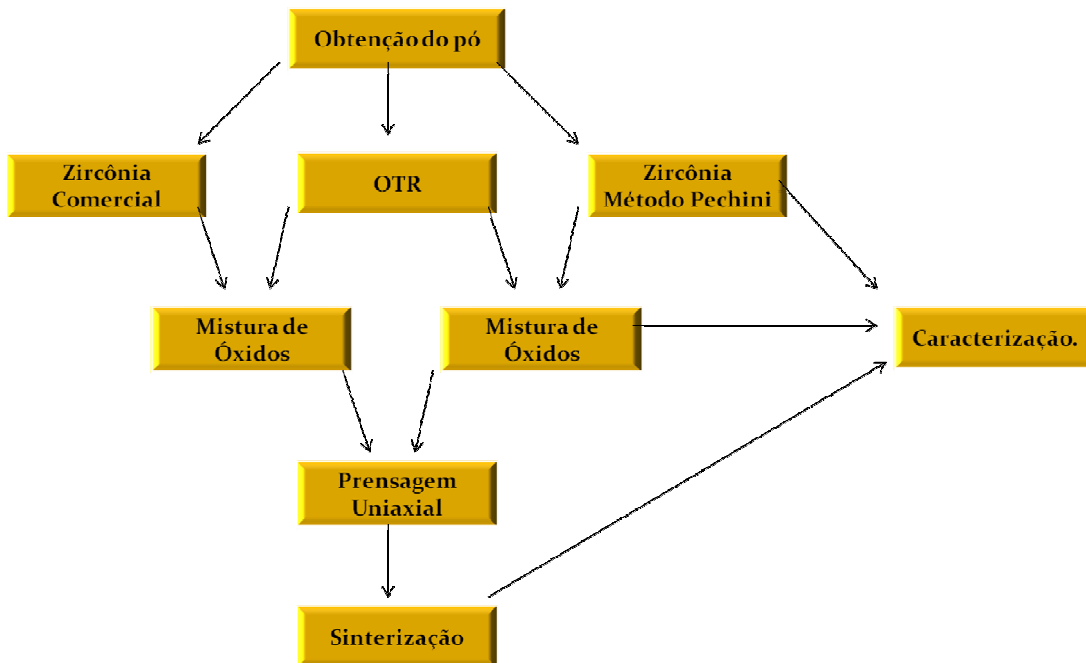 Obtenção do pó
Zircônia
Comercial
OTR
Zircônia
Método Pechini
Mistura de
Óxidos
Mistura de
Óxidos
Caracterização.
Prensagem
Uniaxial
Sinterização